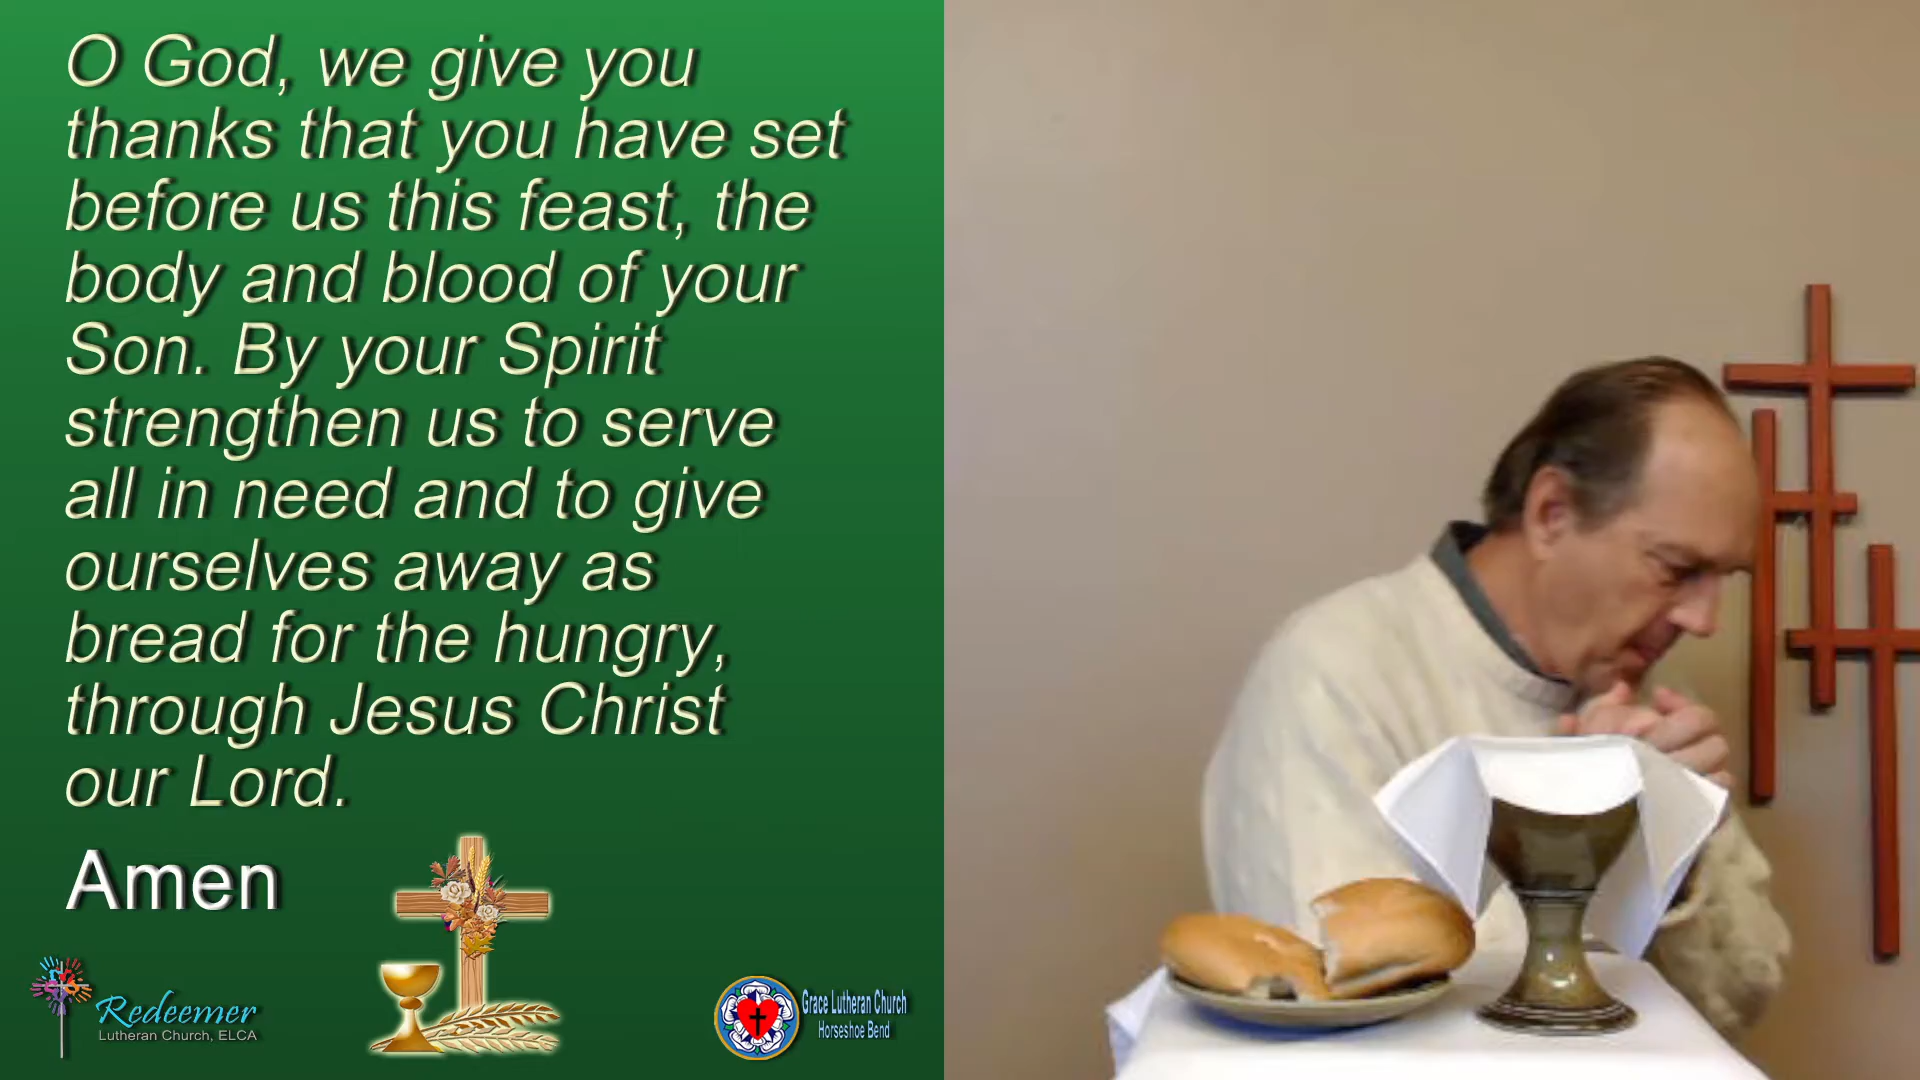 O God, we give you
thanks that you have set
before us this feast, the
body and blood of your
Son. By your Spirit
strengthen us to serve
all in need and to give
ourselves away as
bread for the hungry,
through Jesus Christ
our Lord.
Amen
Redeemer
Lutheran Church, ELCA
Grace Lutheran Church
Horseshoe Bend